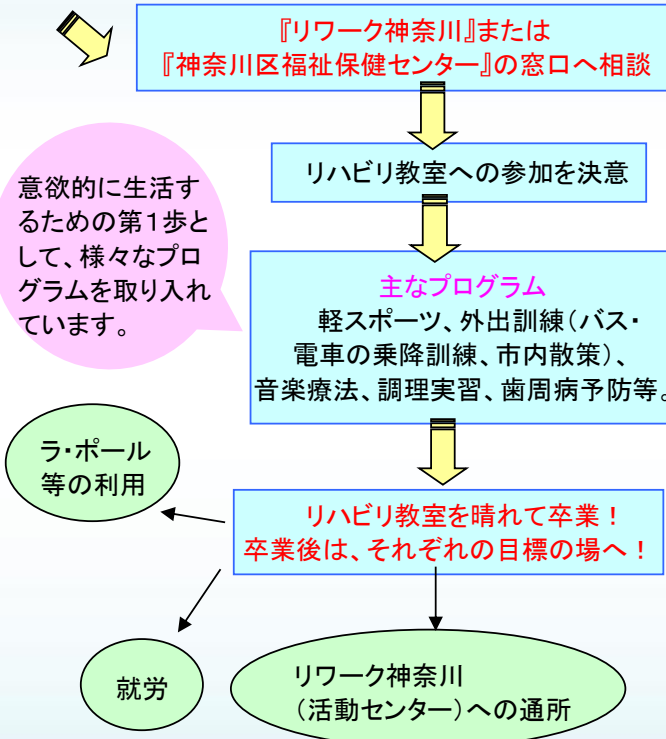 『リワーク神奈川』または
『神奈川区福祉保健センター』の窓口へ相談
リハビリ教室への参加を決意
意欲的に生活す
るための第1歩と
して、様々なプロ
グラムを取り入れ
ています。
主なプログラム
軽スポーツ、外出訓練(バス・
電車の乗降訓練、市内散策)、
音楽療法、調理実習、歯周病予防等。
ラ・ポール
等の利用
リハビリ教室を晴れて卒業!
卒業後は、それぞれの目標の場へ!
就労
リワーク神奈川
(活動センター)への通所